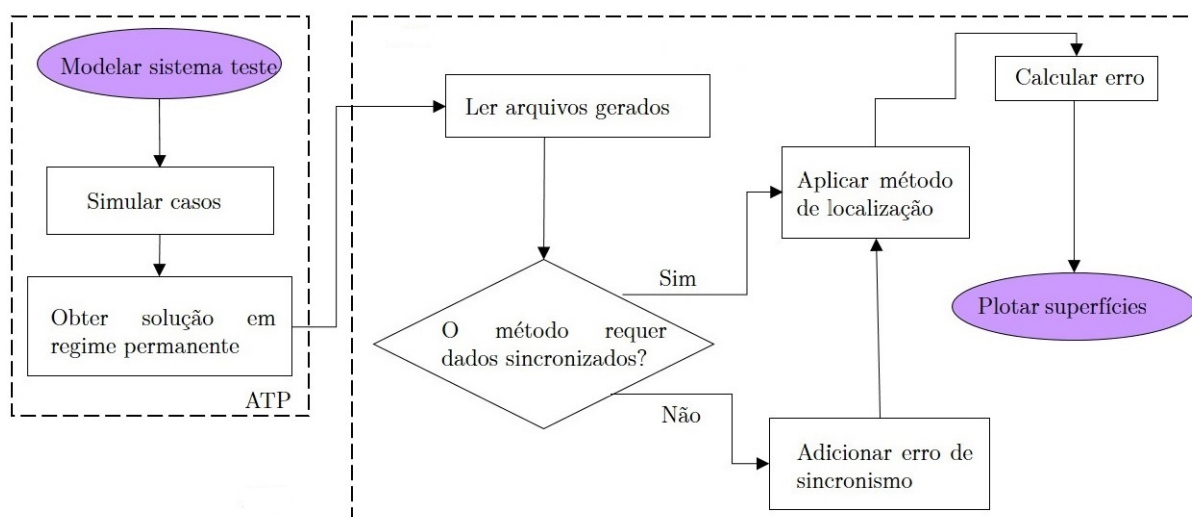 Modelar sistema teste
Simular casos
Obter solução em
regime permanente
ATP
Ler arquivos gerados
O método requer
dados sincronizados?
Sim
Não
Aplicar método
de localização
Adicionar erro de
sincronismo
Calcular erro
Plotar superfícies